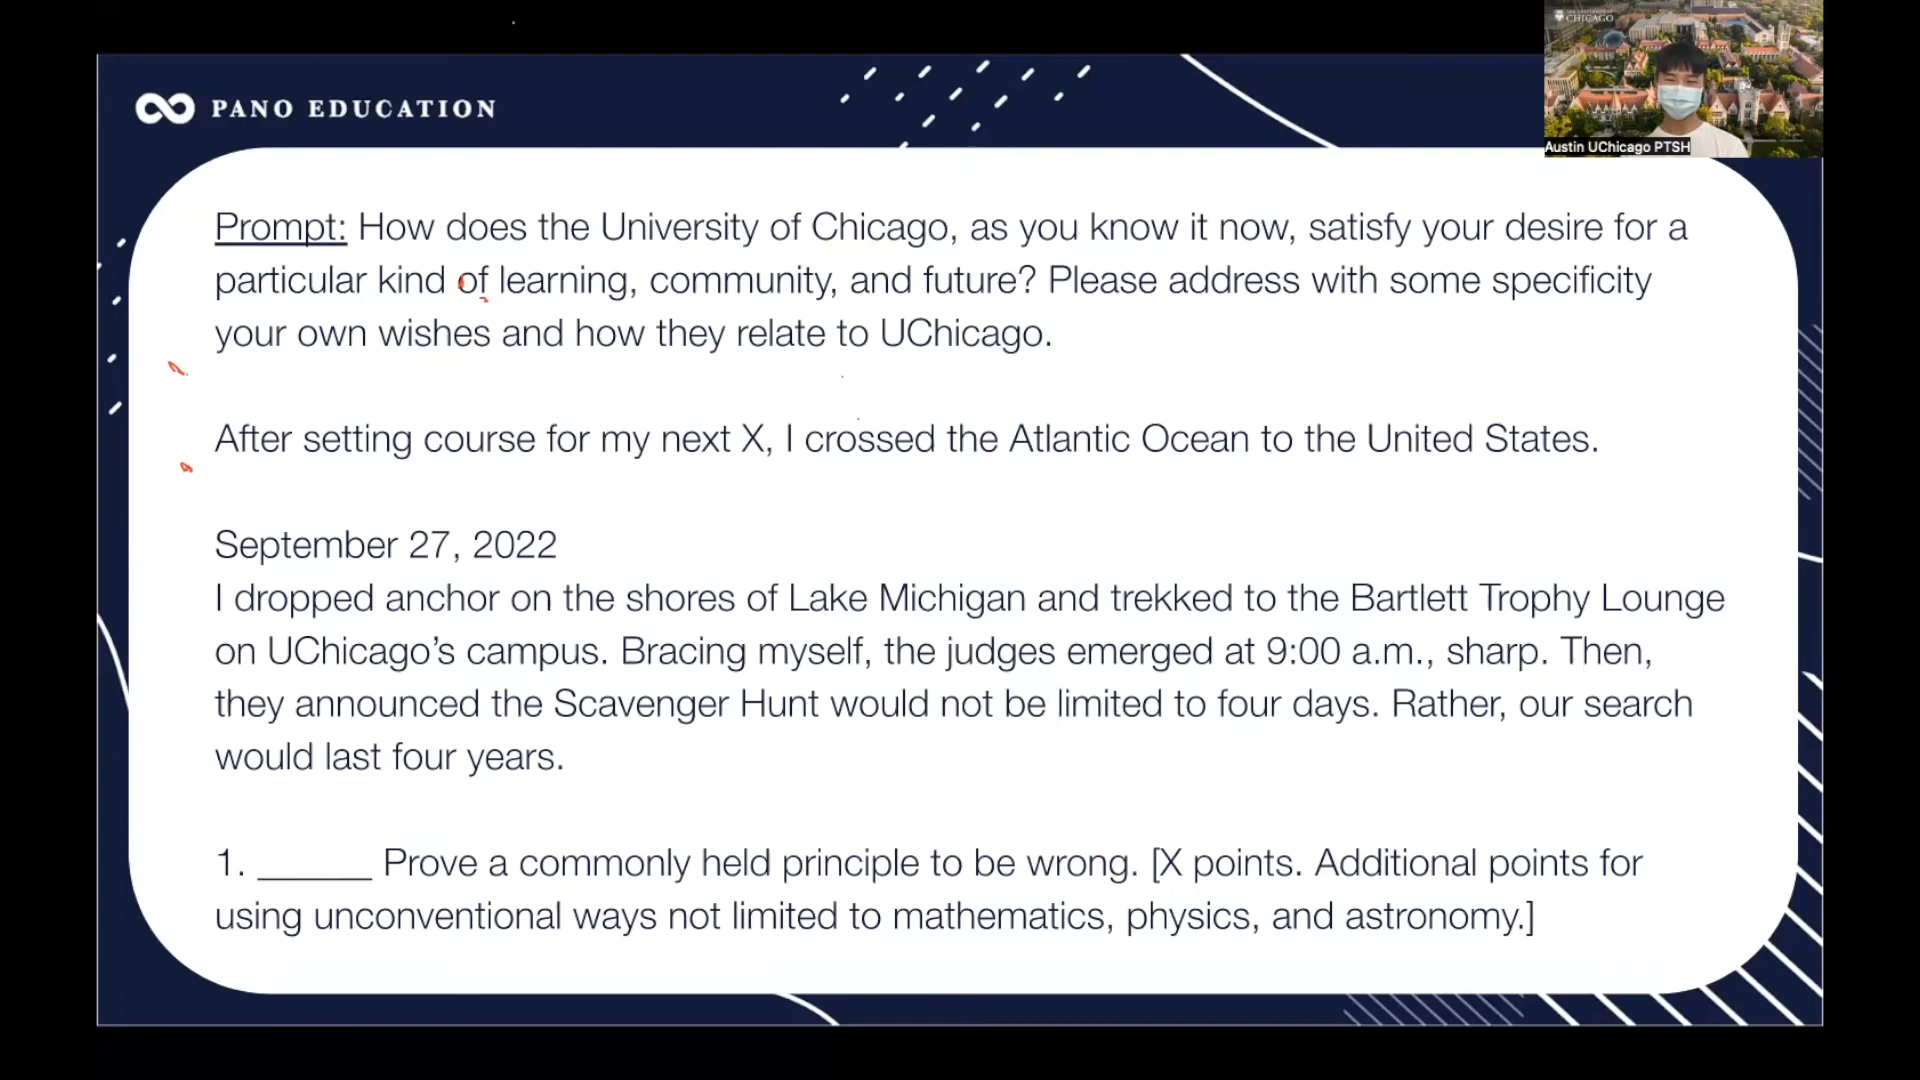 CHICAGO
PANO EDUCATION
Austin UChicago PTSH
Prompt: How does the University of Chicago, as you know it now, satisfy your desire for a
particular kind of learning, community, and future? Please address with some specificity
your own wishes and how they relate to UChicago.
After setting course for my next X, I crossed the Atlantic Ocean to the United States.
September 27, 2022
I dropped anchor on the shores of Lake Michigan and trekked to the Bartlett Trophy Lounge
on UChicago’s campus. Bracing myself, the judges emerged at 9:00 a.m., sharp. Then,
they announced the Scavenger Hunt would not be limited to four days. Rather, our search
would last four years.
1. ______ Prove a commonly held principle to be wrong. [X points. Additional points for
using unconventional ways not limited to mathematics, physics, and astronomy.]